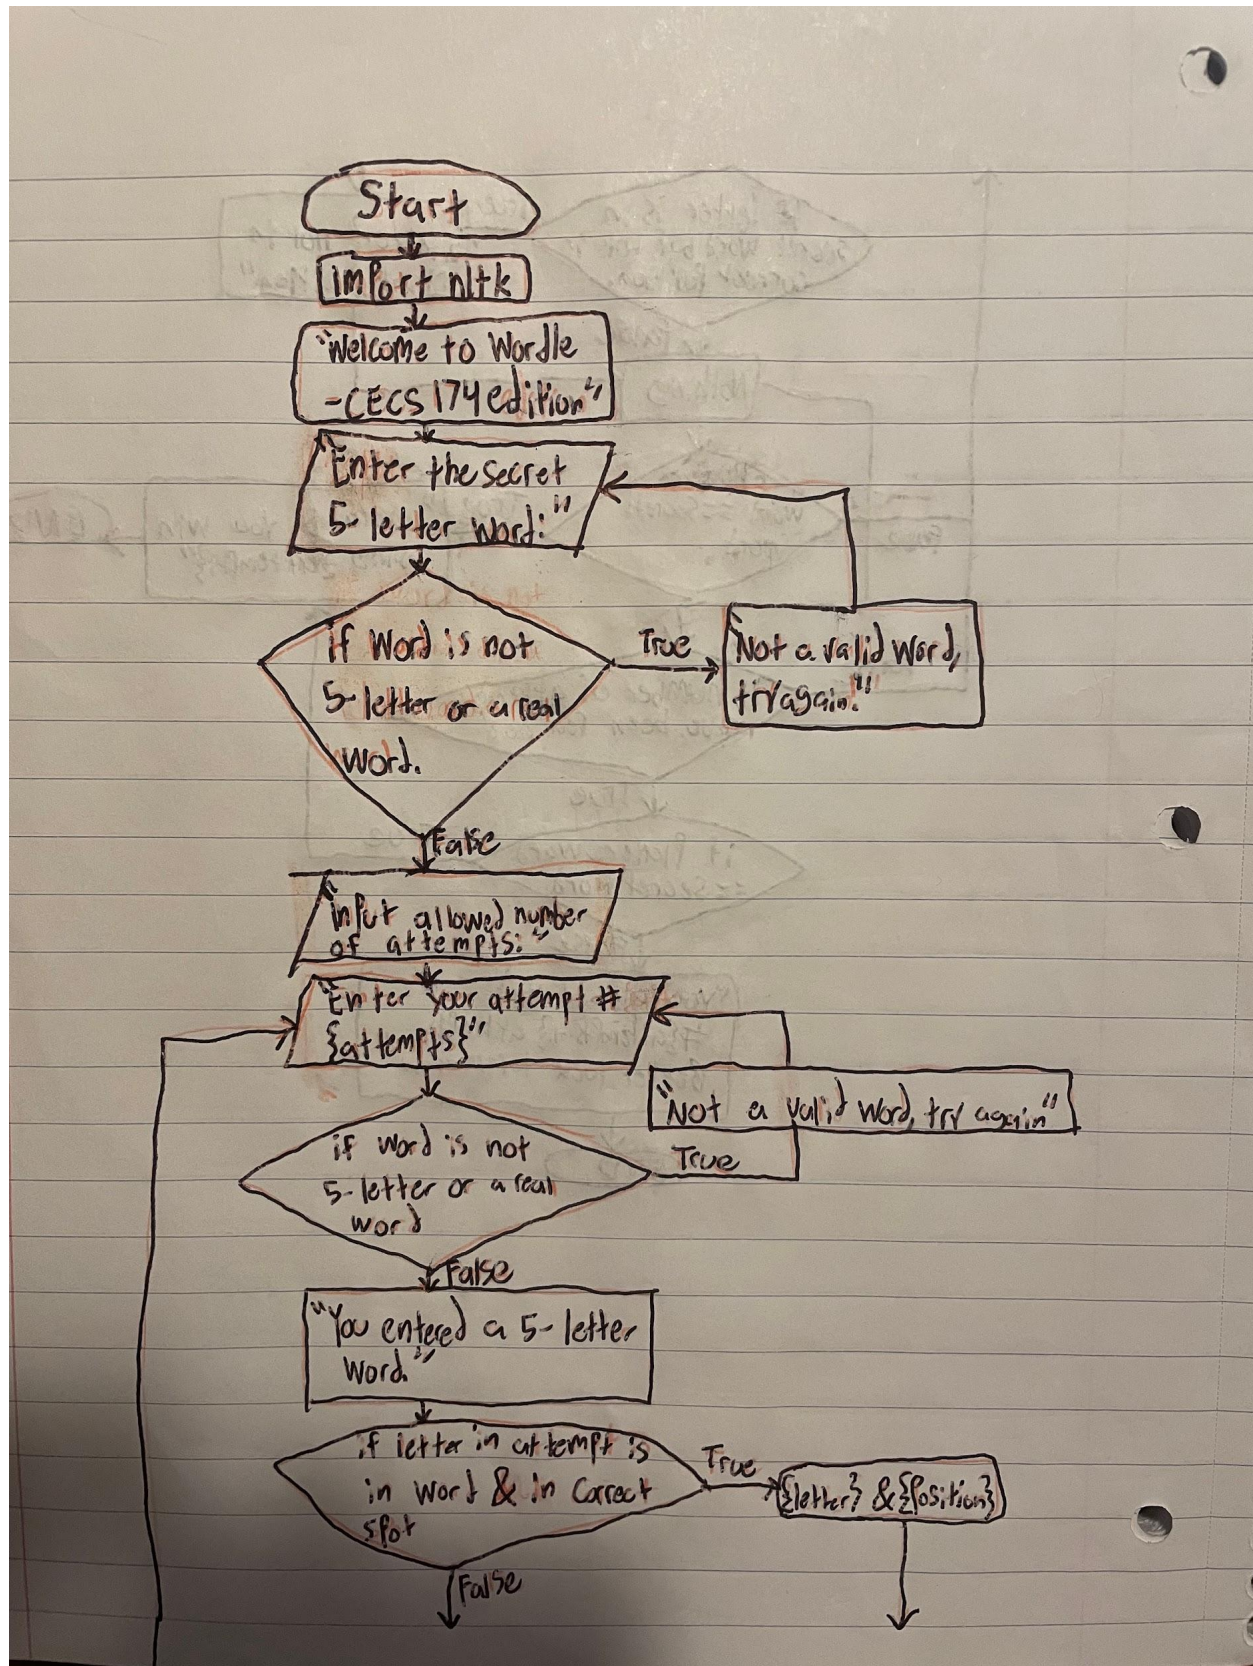 Start
import nltk
"Welcome to Wordle
-CECS 174 edition"
"Enter the secret
5-letter word:"
if word is not
5-letter or a real
word.
True
"Not a valid word,
try again."
False
"input allowed number
of attempts:"
"Enter your attempt #
{attempts}"
"Not a valid word, try again"
True
if word is not
5-letter or a real
word
False
"You entered a 5-letter
word."
if letter in attempt is
in word & in correct
spot
True
{letter} & {position}
False